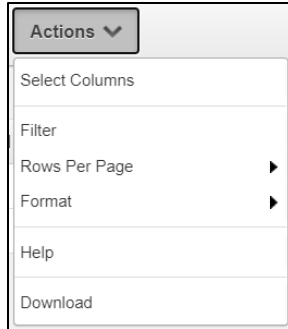 Actions
Select Columns
Filter
Rows Per Page
Format
Help
Download